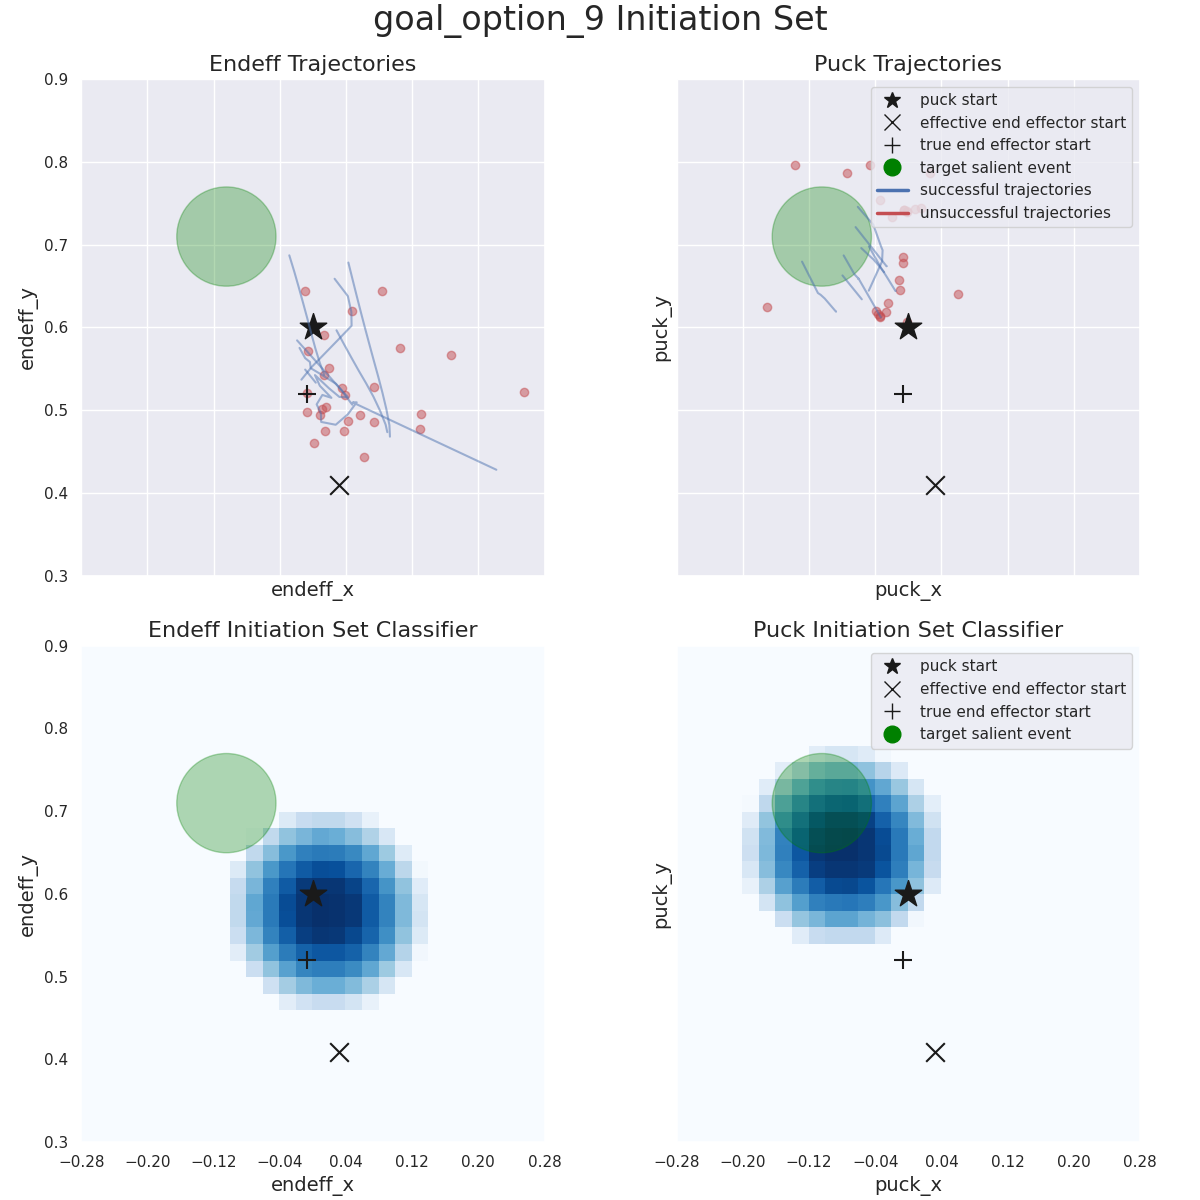 goal_option_9 Initiation Set
Endeff Trajectories
0.9
0.8
0.7
0.6
0.5
0.4
0.3
endeff_y
endeff_x
Puck Trajectories
puck start
effective end effector start
true end effector start
target salient event
successful trajectories
unsuccessful trajectories
puck_y
puck_x
Endeff Initiation Set Classifier
0.9
0.8
0.7
0.6
0.5
0.4
0.3
endeff_y
−0.28 −0.20 −0.12 −0.04 0.04 0.12 0.20 0.28
endeff_x
Puck Initiation Set Classifier
puck start
effective end effector start
true end effector start
target salient event
puck_y
−0.28 −0.20 −0.12 −0.04 0.04 0.12 0.20 0.28
puck_x